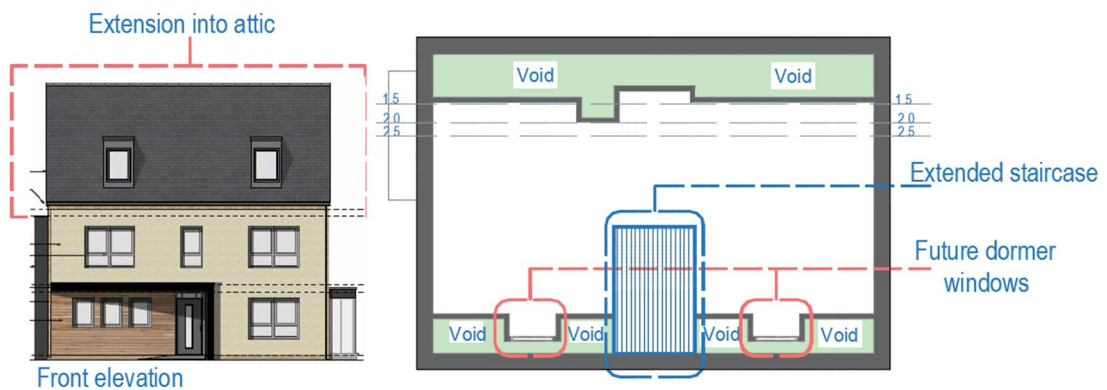 Extension into attic
Front elevation
Void
Void
1.5
2.0
2.5
1.5
2.0
2.5
Extended staircase
Future dormer
windows
Void
Void
Void
Void